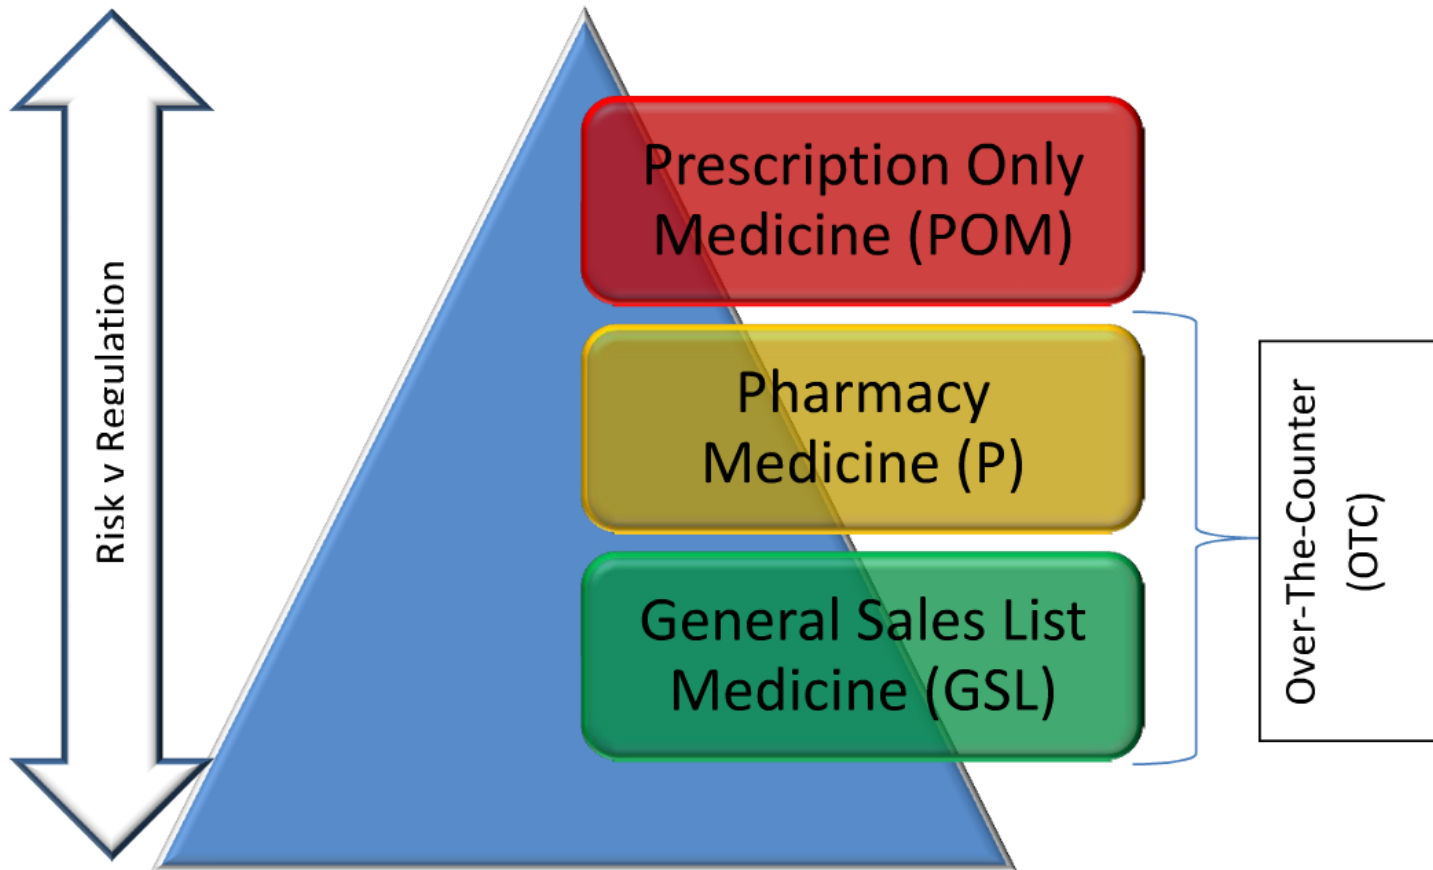 Risk v Regulation
Prescription Only
Medicine (POM)
Pharmacy
Medicine (P)
General Sales List
Medicine (GSL)
Over-The-Counter
(OTC)